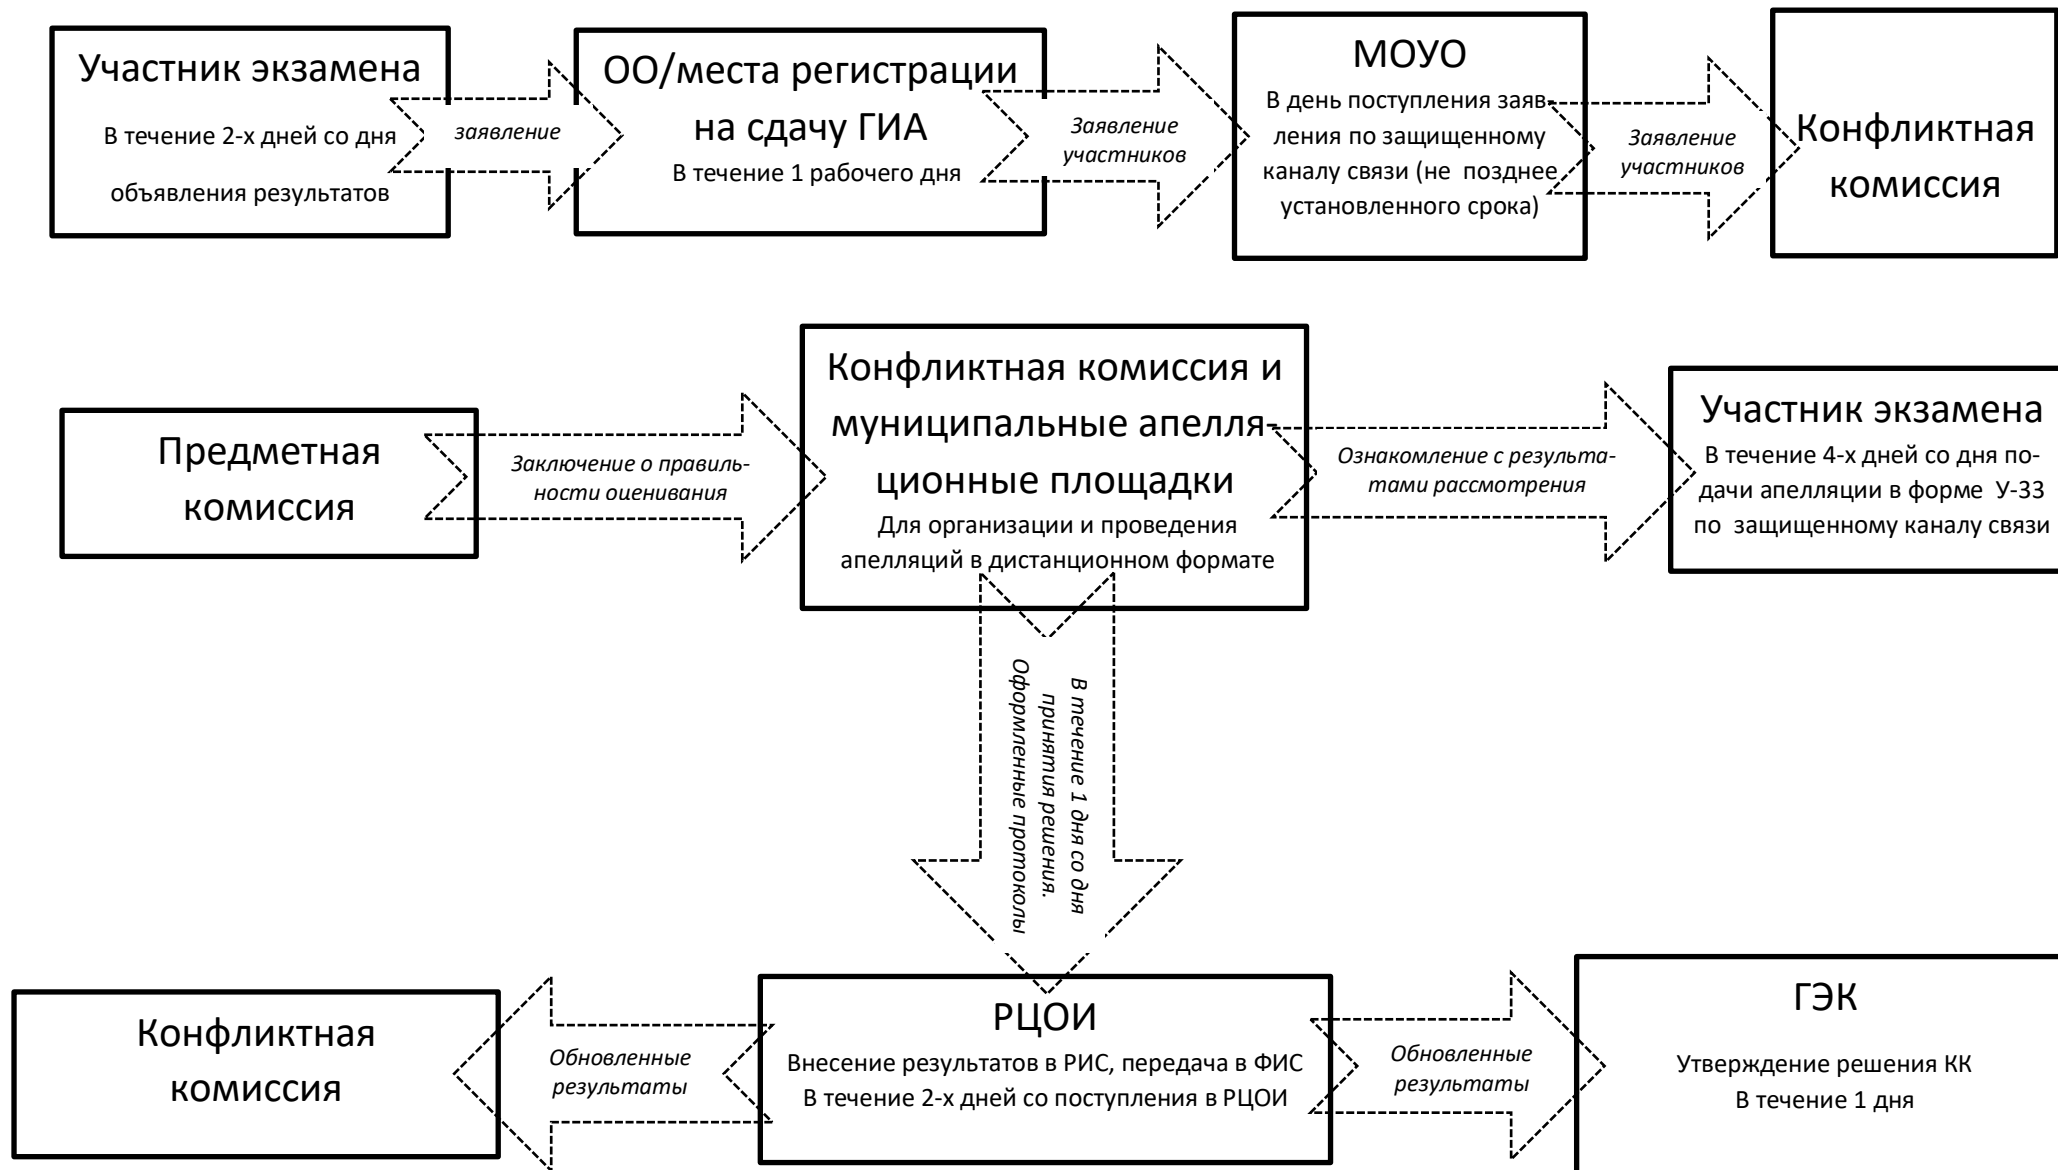 Участник экзамена
В течение 2-х дней со дня
объявления результатов
заявление
ОО/места регистрации
на сдачу ГИА
В течение 1 рабочего дня
Заявление
участников
МОУО
В день поступления заяв-
ления по защищенному
каналу связи (не позднее
установленного срока)
Заявление
участников
Конфликтная
комиссия
Предметная
комиссия
Заключение о правиль-
ности оценивания
Конфликтная комиссия и
муниципальные апелля-
ционные площадки
Для организации и проведения
апелляций в дистанционном формате
Ознакомление с результа-
тами рассмотрения
Участник экзамена
В течение 4-х дней со дня по-
дачи апелляции в форме У-33
по защищенному каналу связи
В течение 1 дня со дня
принятия решения.
Оформленные протоколы
Конфликтная
комиссия
Обновленные
результаты
РЦОИ
Внесение результатов в РИС, передача в ФИС
В течение 2-х дней со поступления в РЦОИ
Обновленные
результаты
ГЭК
Утверждение решения КК
В течение 1 дня